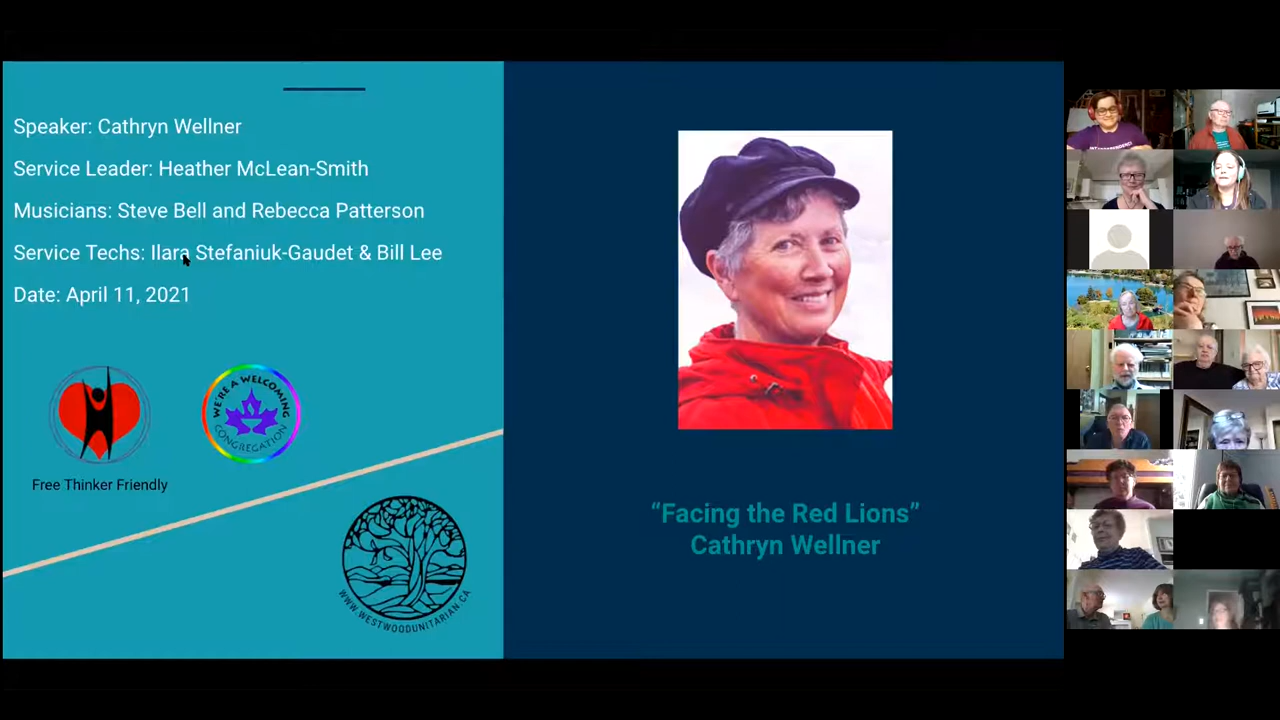 Speaker: Cathryn Wellner
Service Leader: Heather McLean-Smith
Musicians: Steve Bell and Rebecca Patterson
Service Techs: Ilara Stefaniuk-Gaudet & Bill Lee
Date: April 11, 2021
WE'RE A WELCOMING
CONGREGATION
Free Thinker Friendly
WWW.WESTWOODUNITARIAN.CA
“Facing the Red Lions”
Cathryn Wellner